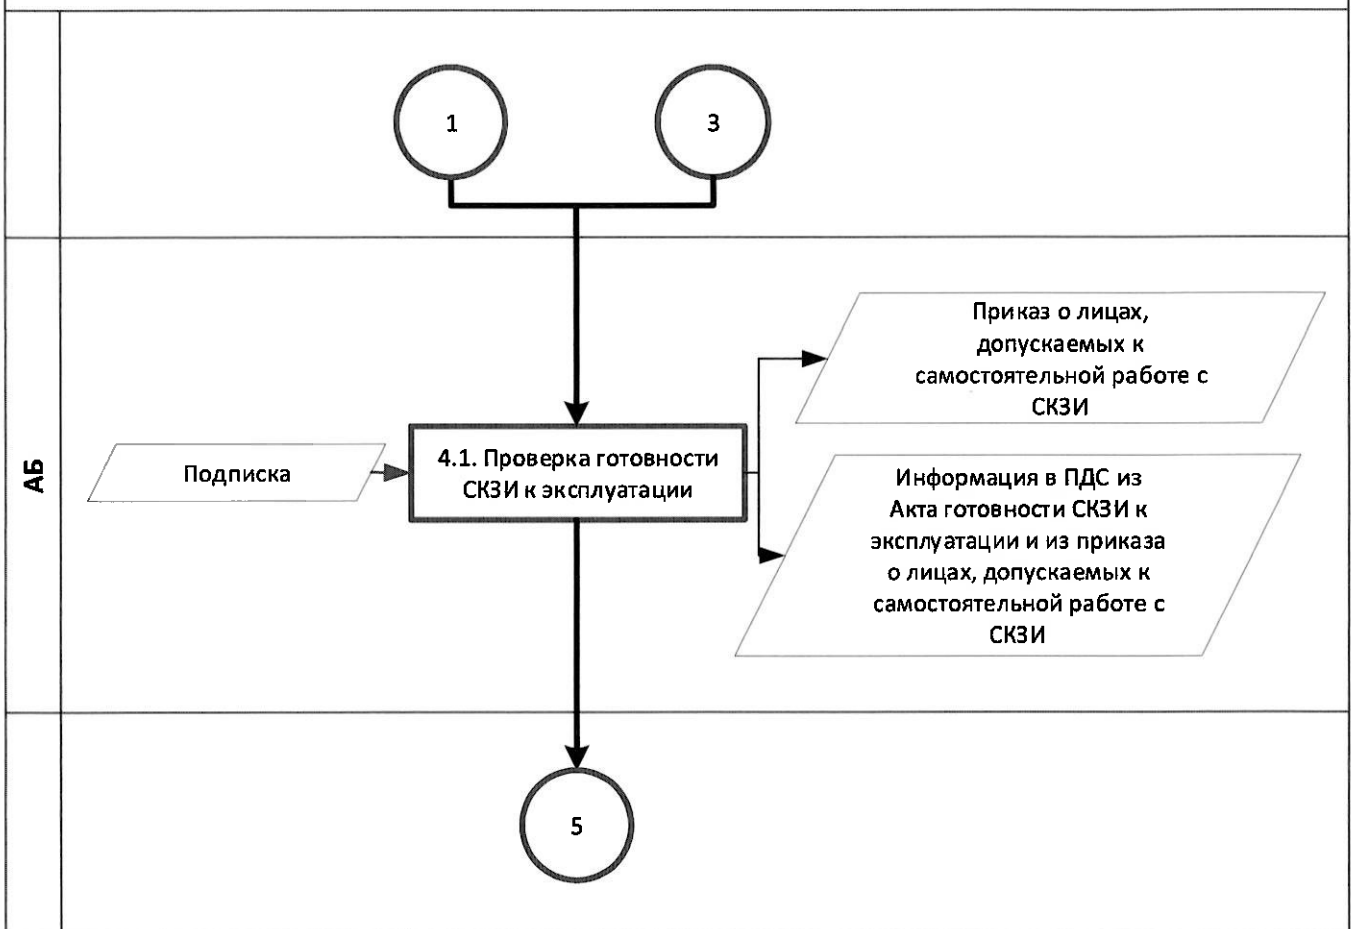 1
3
Приказ о лицах,
допускаемых к
самостоятельной работе с
СКЗИ
АБ
Подписка
4.1. Проверка готовности
СКЗИ к эксплуатации
Информация в ПДС из
Акта готовности СКЗИ к
эксплуатации и из приказа
о лицах, допускаемых к
самостоятельной работе с
СКЗИ
5